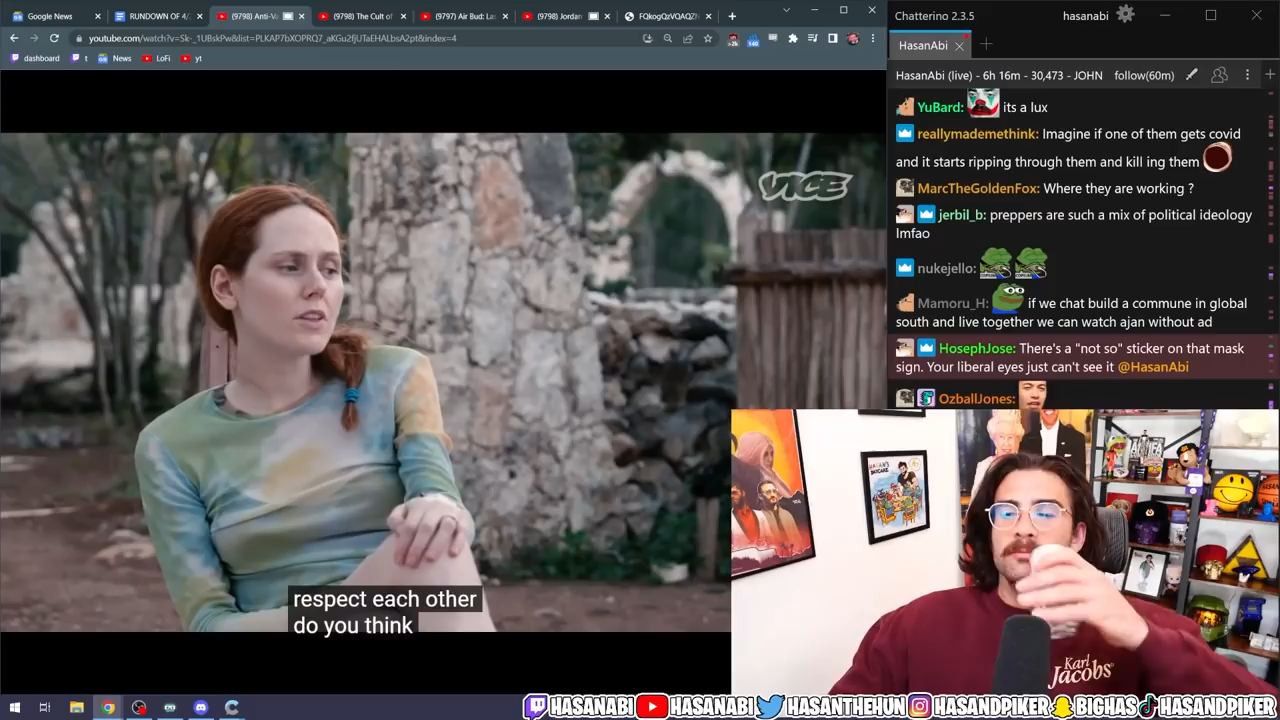 Google News
RUNDOWN OF 4/
(9798) Anti-Va
(9798) The Cult of
(9797) Air Bud: Las
(9798) Jordan
FQkogQzVQAQZN
youtube.com/watch?v=Sk-_1UBskPw&list=PLKAP7bXOPRQ7_aKGu2fjUTaEHALbsA2pt&index=4
>2k
140
dashboard
t
News
LoFi
yt
VICE
respect each other
do you think
Chatterino 2.3.5
hasanabi
HasanAbi
HasanAbi (live) - 6h 16m - 30,473 - JOHN
follow(60m)
YuBard: its a lux
reallymademethink: Imagine if one of them gets covid
and it starts ripping through them and kill ing them
MarcTheGoldenFox: Where they are working ?
jerbil_b: preppers are such a mix of political ideology
lmfao
nukejello:
Mamoru_H: if we chat build a commune in global
south and live together we can watch ajan without ad
HosephJose: There's a "not so" sticker on that mask
sign. Your liberal eyes just can't see it @HasanAbi
OzballJones:
Karl
Jacobs
HASANABI
HASANABI
HASANTHEHUN
HASANDPIKER
BIGHAS
HASANDPIKER